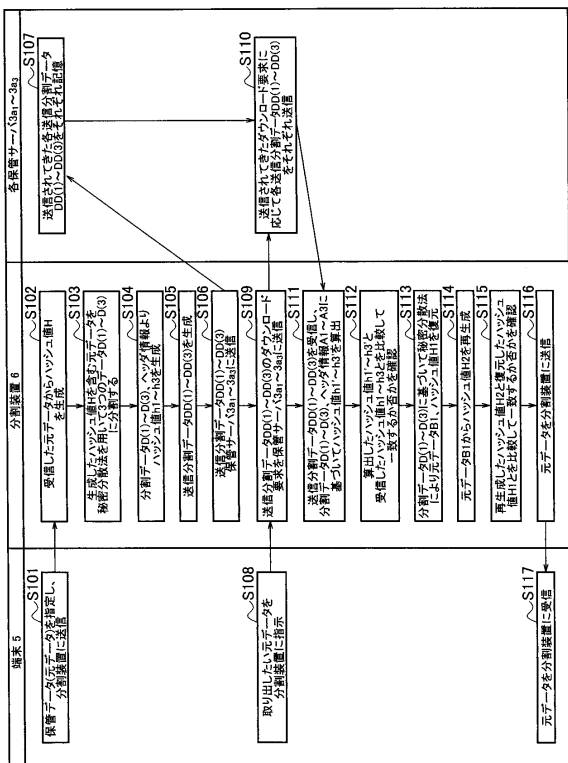 端末 5
分割装置 6
各保管サーバ3a1～3a3
S101
保管データ(元データ)を指定し、
分割装置に送信
S102
受信した元データからハッシュ値H
を生成
S103
生成したハッシュ値Hを含む元データを
秘密分散法を用いて3つのデータD(1)～D(3)
に分割する
S104
分割データD(1)～D(3)、ヘッダ情報より
ハッシュ値h1～h3を生成
S105
送信分割データDD(1)～DD(3)を生成
S106
送信分割データDD(1)～DD(3)
保管サーバ3a1～3a3に送信
S107
送信されてきた各送信分割データ
DD(1)～DD(3)をそれぞれ記憶
S108
取り出したい元データを
分割装置に指示
S109
送信分割データDD(1)～DD(3)のダウンロード
要求を保管サーバ3a1～3a3に送信
S110
送信されてきたダウンロード要求に
応じて各送信分割データDD(1)～DD(3)
をそれぞれ送信
S111
送信分割データDD(1)～DD(3)を受信し、
分割データD(1)～D(3)、ヘッダ情報A1～A3に
基づいてハッシュ値h1'～h3'を算出
S112
算出したハッシュ値h1'～h3'と
受信したハッシュ値h1～h3とを比較して
一致するか否かを確認
S113
分割データD(1)～D(3)に基づいて秘密分散法
により元データB1、ハッシュ値H1を復元
S114
元データB1からハッシュ値H2を再生成
S115
再生成したハッシュ値H2と復元したハッシュ
値H1とを比較して一致するか否かを確認
S116
元データを分割装置に送信
S117
元データを分割装置に受信